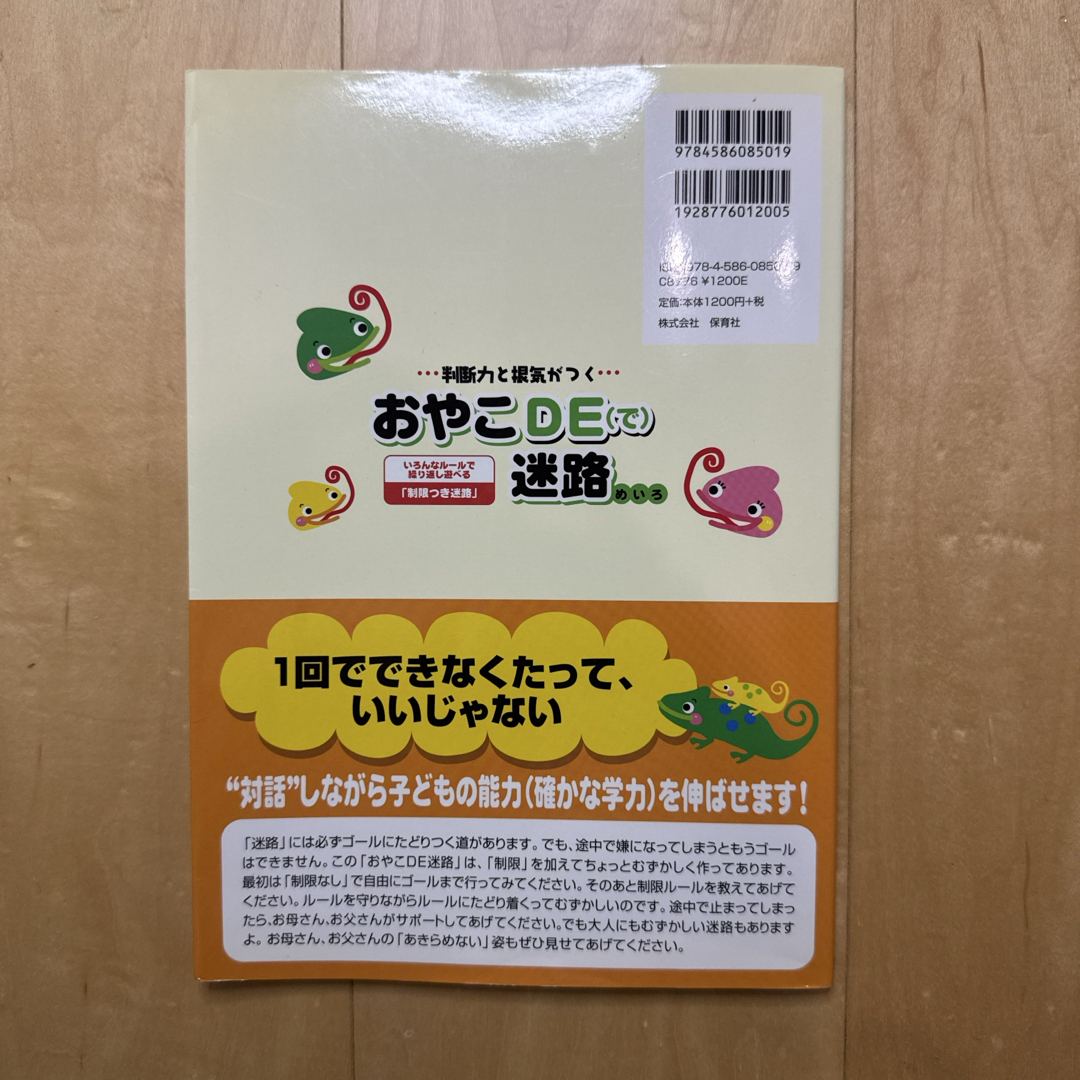 9784586085019
1928776012005
C8776 ¥1200E
定価:本体1200円+税
株式会社 保育社
…判断力と根気がつく…
おやこDE(で)
いろんなルールで
繰り返し遊べる
「制限つき迷路」
迷路めいろ
1回でできなくたって、
いいじゃない
“対話”しながら子どもの能力(確かな学力)を伸ばせます!
「迷路」には必ずゴールにたどりつく道があります。でも、途中で嫌になってしまうともうゴール
はできません。この「おやこDE迷路」は、「制限」を加えてちょっとむずかしく作ってあります。
最初は「制限なし」で自由にゴールまで行ってみてください。そのあと制限ルールを教えてあげて
ください。ルールを守りながらルールにたどり着くってむずかしいのです。途中で止まってしまっ
たら、お母さん、お父さんがサポートしてあげてください。でも大人にもむずかしい迷路もあります
よ。お母さん、お父さんの「あきらめない」姿もぜひ見せてあげてください。